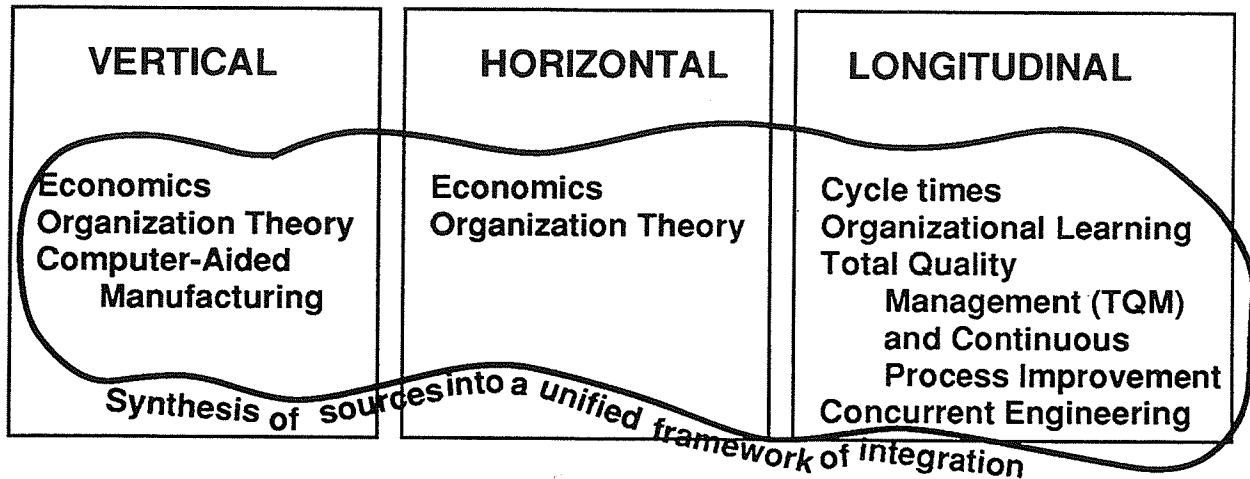 VERTICAL
Economics
Organization Theory
Computer-Aided
Manufacturing
HORIZONTAL
Economics
Organization Theory
LONGITUDINAL
Cycle times
Organizational Learning
Total Quality
Management (TQM)
and Continuous
Process Improvement
Concurrent Engineering
Synthesis of sources into a unified framework of integration